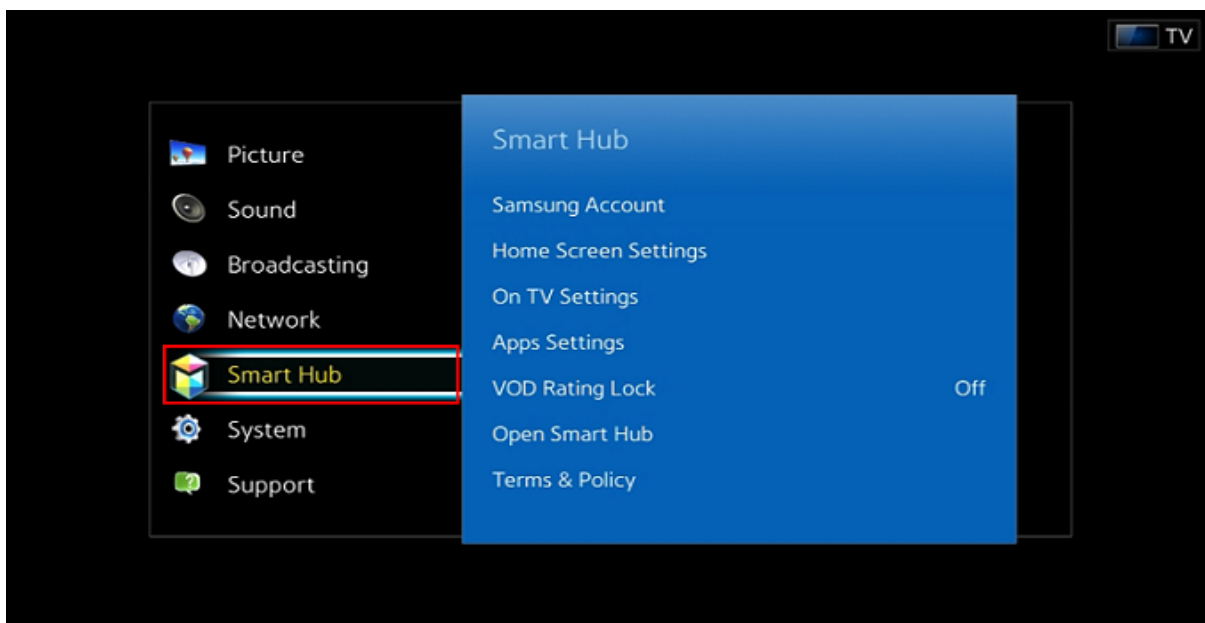 TV
Picture
Sound
Broadcasting
Network
Smart Hub
System
Support
Smart Hub
Samsung Account
Home Screen Settings
On TV Settings
Apps Settings
VOD Rating Lock Off
Open Smart Hub
Terms & Policy